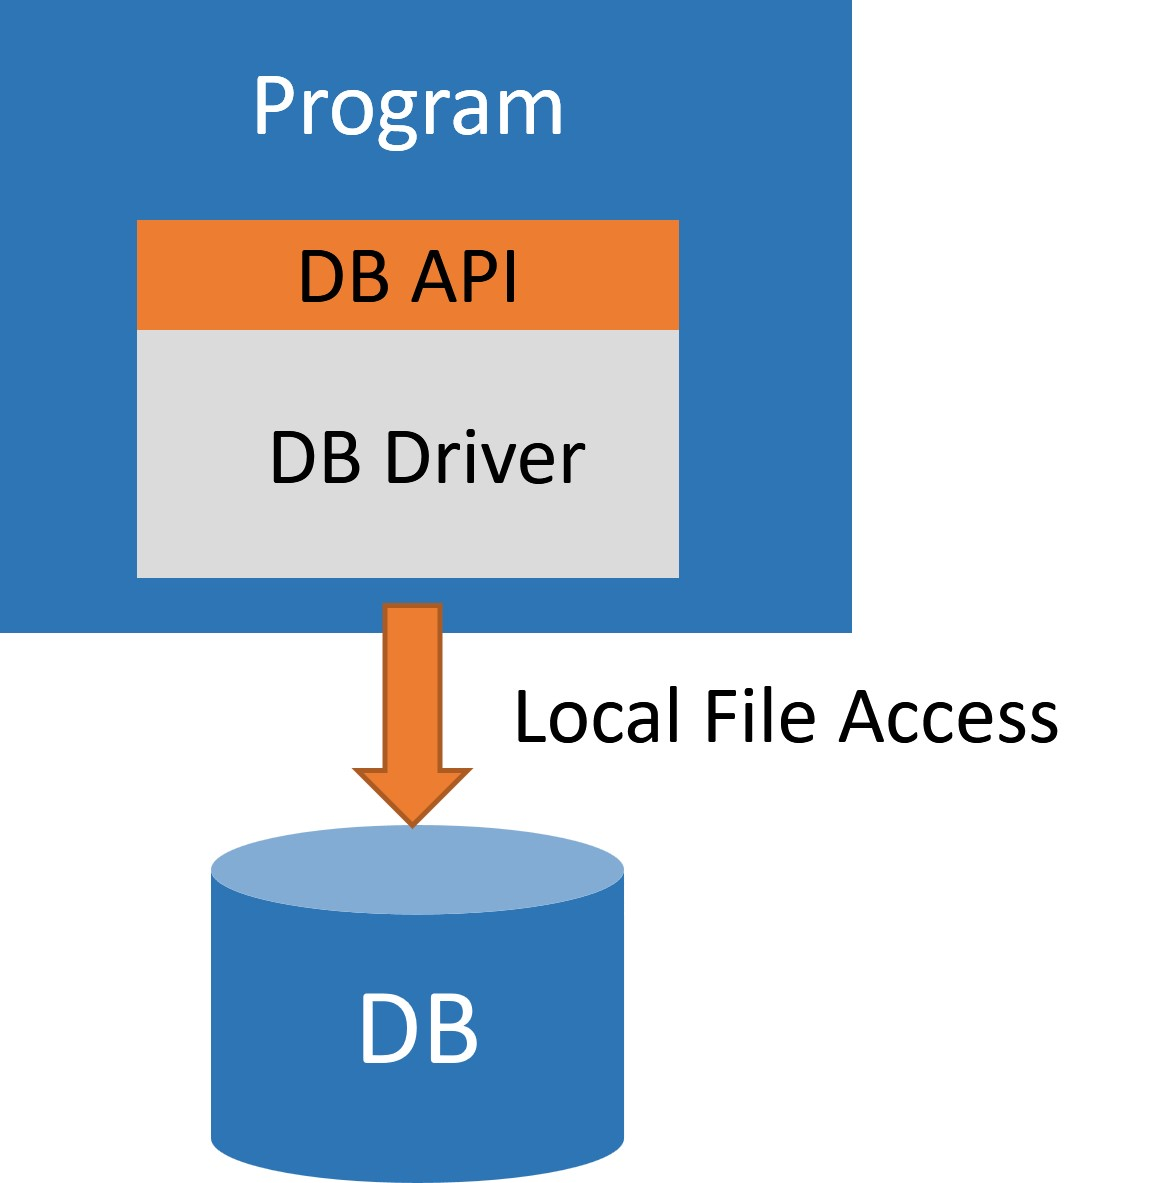 Program
DB API
DB Driver
Local File Access
DB